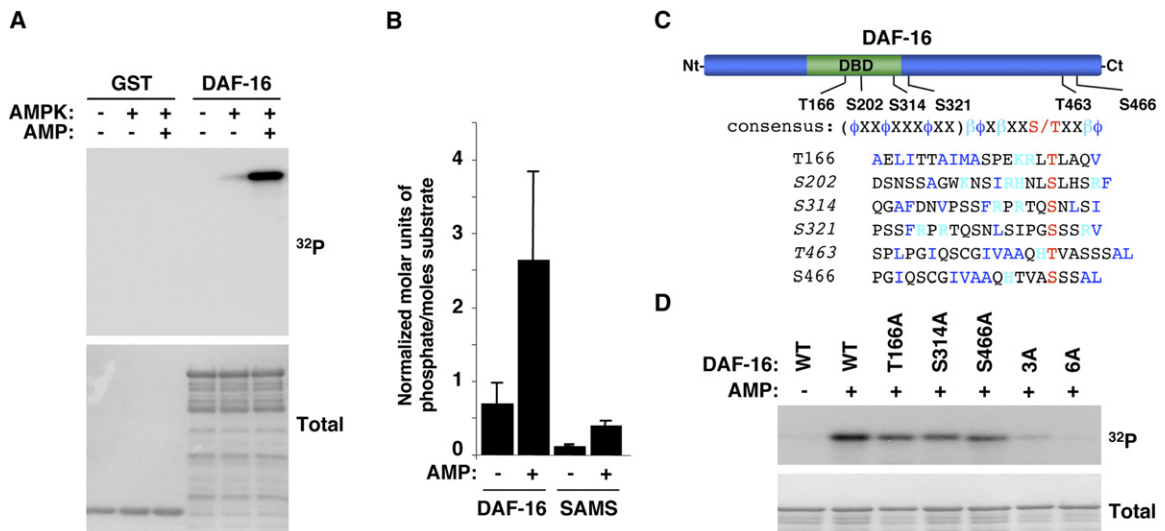 A
GST DAF-16
AMPK: - + + - + +
AMP: + +
32P
Total
B
Normalized molar units of
phosphate/moles substrate
4
3
2
1
0
AMP: - + - +
DAF-16 SAMS
C
DAF-16
Nt- DBD -Ct
T166 S202 S314 S321 T463 S466
consensus: (ϕXXϕXXXϕXX)βϕXβXXS/TXXβϕ
T166 AELITTAIMASPEKRLTLAQV
S202 DSNSSAGWKNSIRHNLSLHSRF
S314 QGAFDNVPSSFRPRTQSNLSI
S321 PSSFRPRTQSNLSIPGSSSRV
T463 SPLPGIQSCGIVAAQHTVASSSAL
S466 PGIQSCGIVAAQHTVASSSAL
D
DAF-16: WT WT T166A S314A S466A 3A 6A
AMP: - + + + + + +
32P
Total